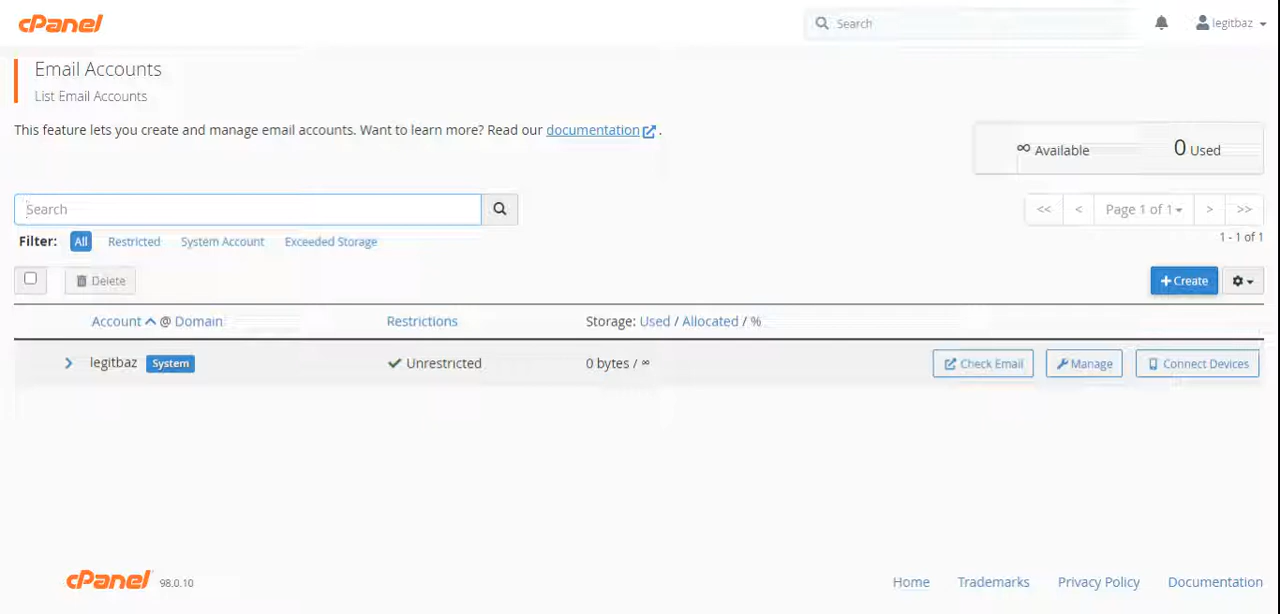 cPanel
Search
legitbaz
Email Accounts
List Email Accounts
This feature lets you create and manage email accounts. Want to learn more? Read our documentation .
∞ Available 0 Used
Search
<< < Page 1 of 1 > >>
Filter: All Restricted System Account Exceeded Storage
1 - 1 of 1
Delete
+ Create
Account @ Domain Restrictions Storage: Used / Allocated / %
legitbaz System Unrestricted 0 bytes / ∞ Check Email Manage Connect Devices
cPanel 98.0.10 Home Trademarks Privacy Policy Documentation